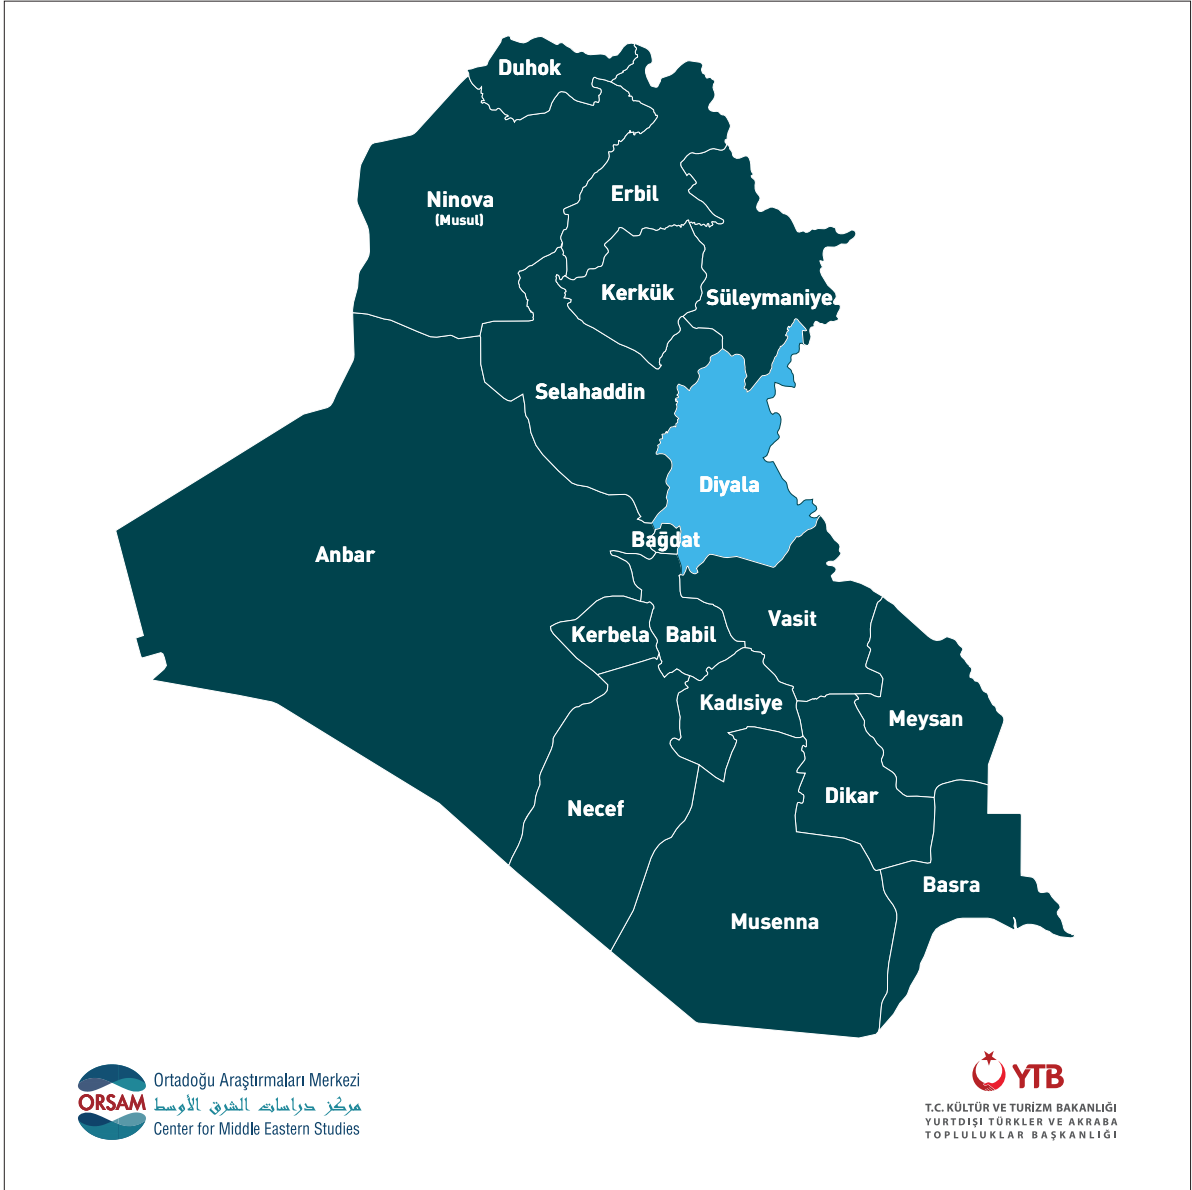 Duhok
Ninova
(Musul)
Erbil
Kerkük
Süleymaniye
Selahaddin
Diyala
Bağdat
Anbar
Vasit
Kerbela
Babil
Kadısiye
Meysan
Dikar
Necef
Basra
Musenna
ORSAM
Ortadoğu Araştırmaları Merkezi
مركز دراسات الشرق الأوسط
Center for Middle Eastern Studies
YTB
T.C. KÜLTÜR VE TURİZM BAKANLIĞI
YURTDIŞI TÜRKLER VE AKRABA
TOPLULUKLAR BAŞKANLIĞI